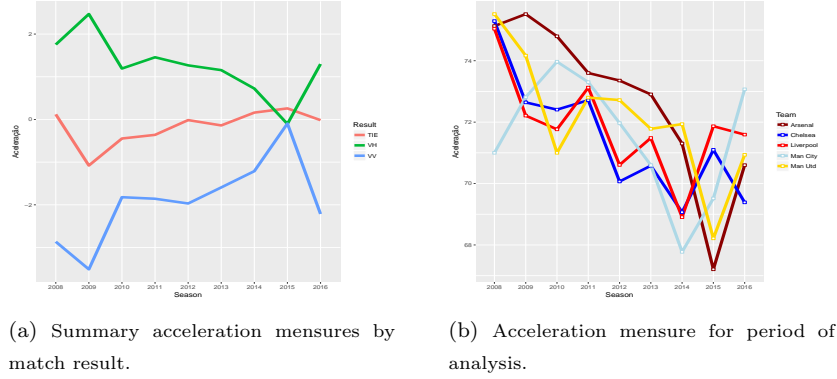 2
0
−2
Aceleração
2008 2009 2010 2011 2012 2013 2014 2015 2016
Season
Result
TIE
VH
VV
74
72
70
68
Aceleração
2008 2009 2010 2011 2012 2013 2014 2015 2016
Season
Team
Arsenal
Chelsea
Liverpool
Man City
Man Utd
(a) Summary acceleration mensures by
match result.
(b) Acceleration mensure for period of
analysis.